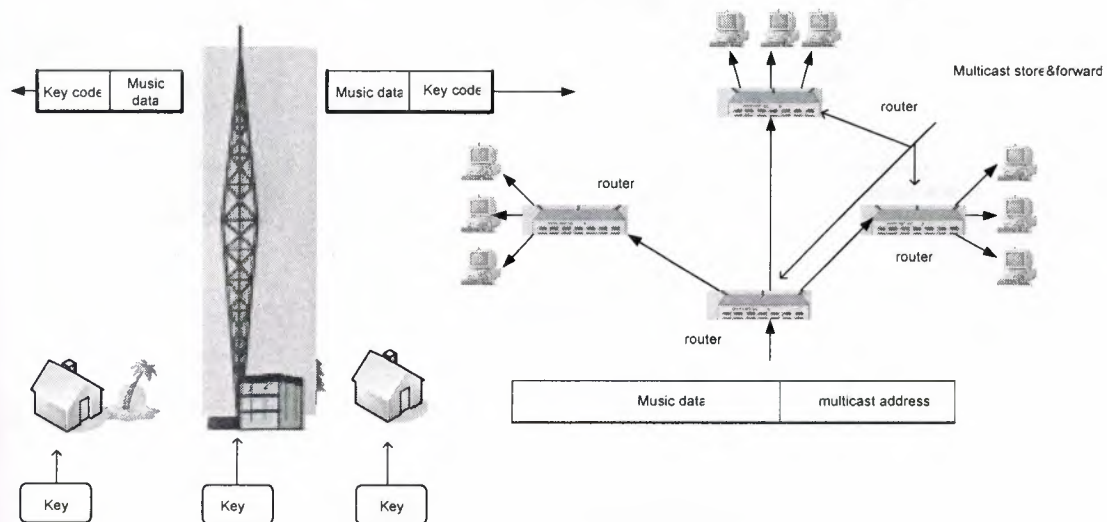 Key code
Music
data
Music data
Key code
Multicast store&forward
router
router
router
router
Music data
multicast address
Key
Key
Key